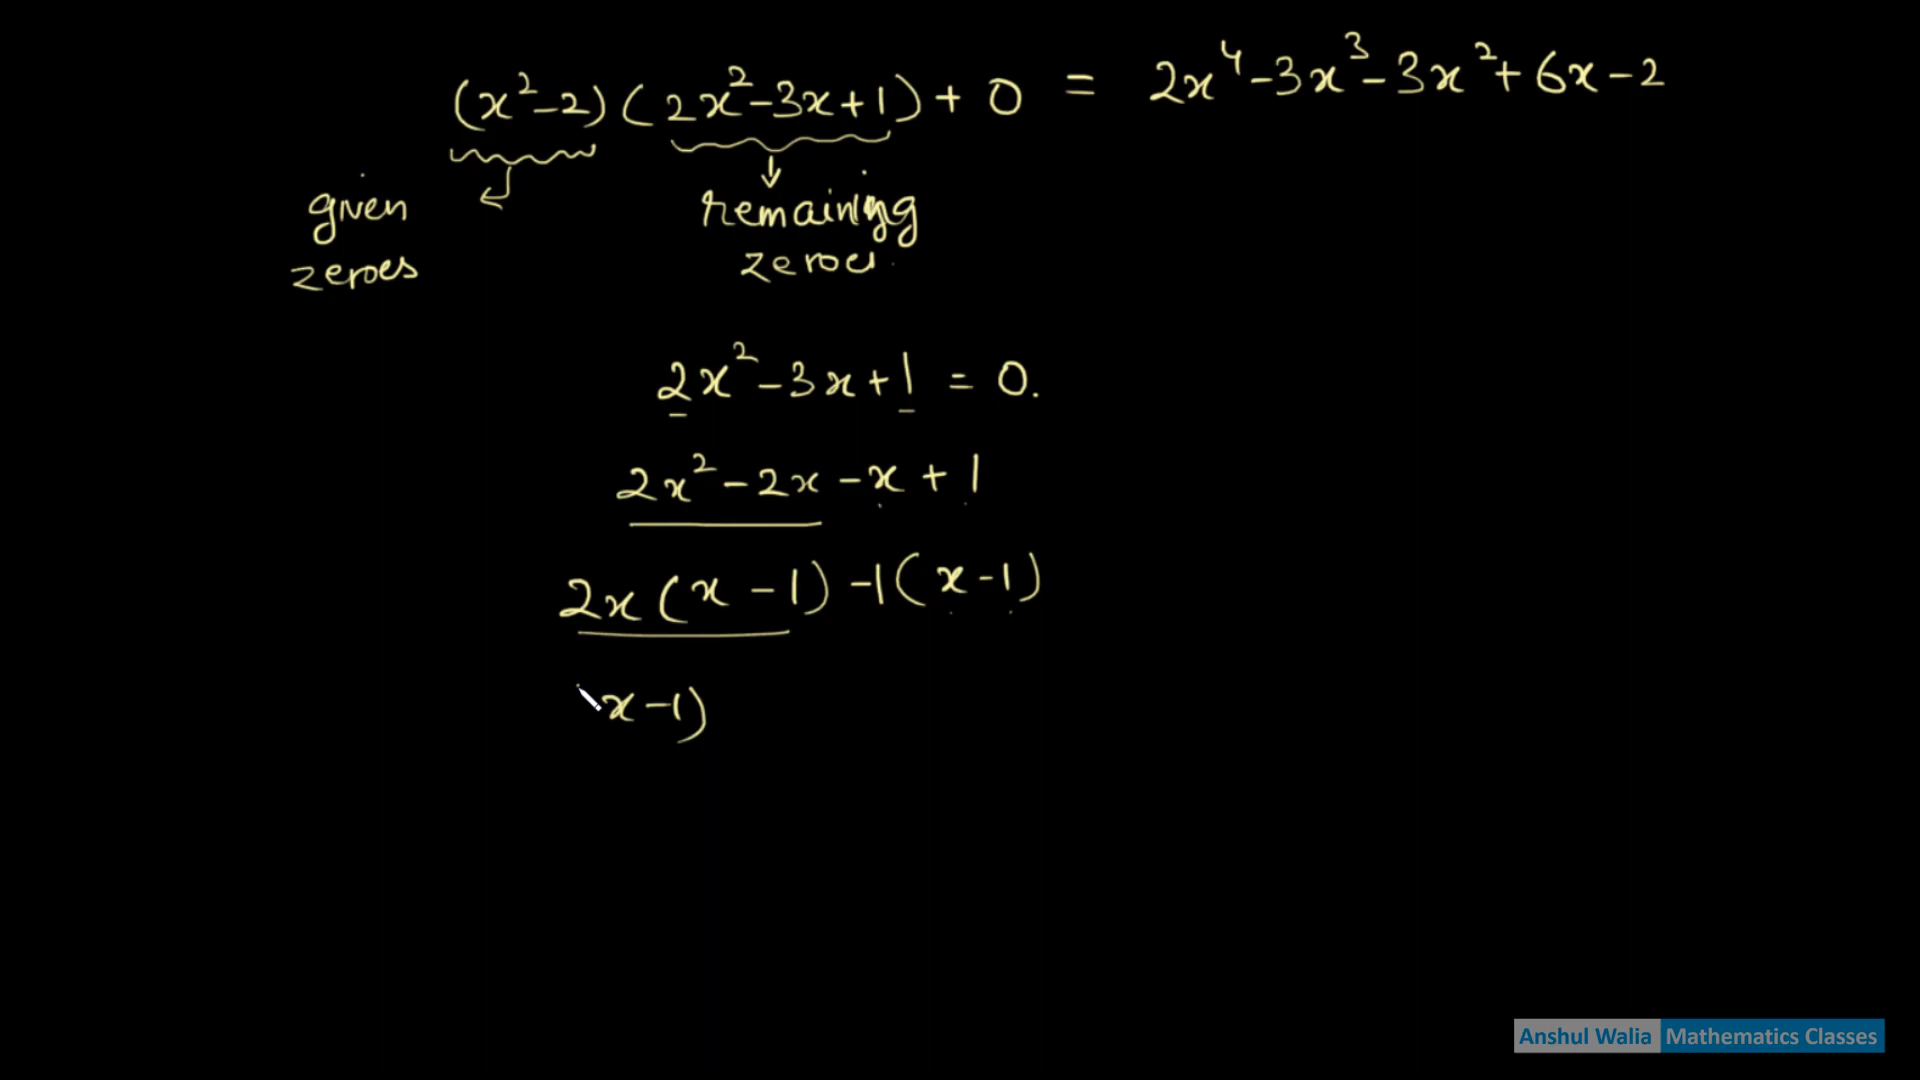 (x²-2)(2x²-3x+1)+0 = 2x⁴-3x³-3x²+6x-2
given zeroes
remaining zeroes
2x²-3x+1 = 0.
2x²-2x-x+1
2x(x-1)-1(x-1)
x-1)
Anshul Walia Mathematics Classes